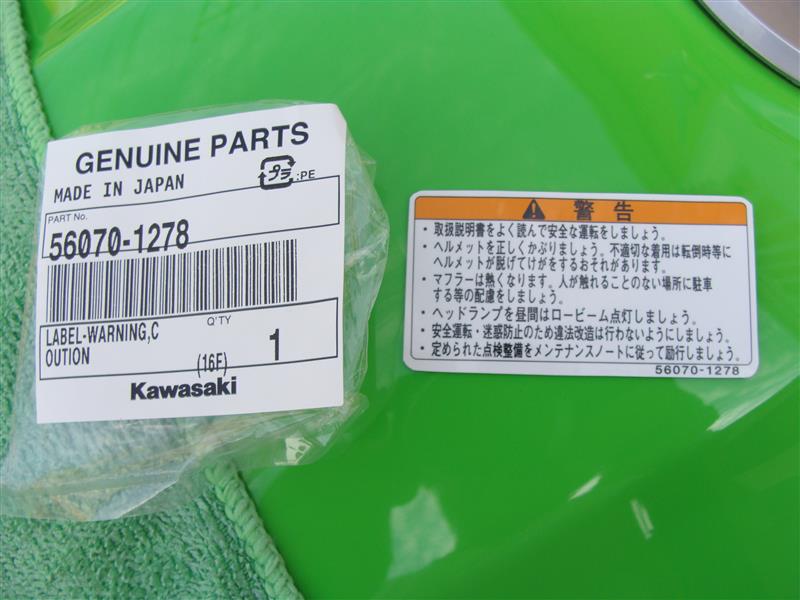 GENUINE PARTS
MADE IN JAPAN
プラ :PE
PART No.
56070-1278
Q'TY
LABEL-WARNING,C
OUTION
(16F) 1
Kawasaki
警告
・取扱説明書をよく読んで安全な運転をしましょう。
・ヘルメットを正しくかぶりましょう。不適切な着用は転倒時等に
ヘルメットが脱げてけがをするおそれがあります。
・マフラーは熱くなります。人が触れることのない場所に駐車
する等の配慮をしましょう。
・ヘッドランプを昼間はロービーム点灯しましょう。
・安全運転・迷惑防止のため違法改造は行わないようにしましょう。
・定められた点検整備をメンテナンスノートに従って励行しましょう。
56070-1278